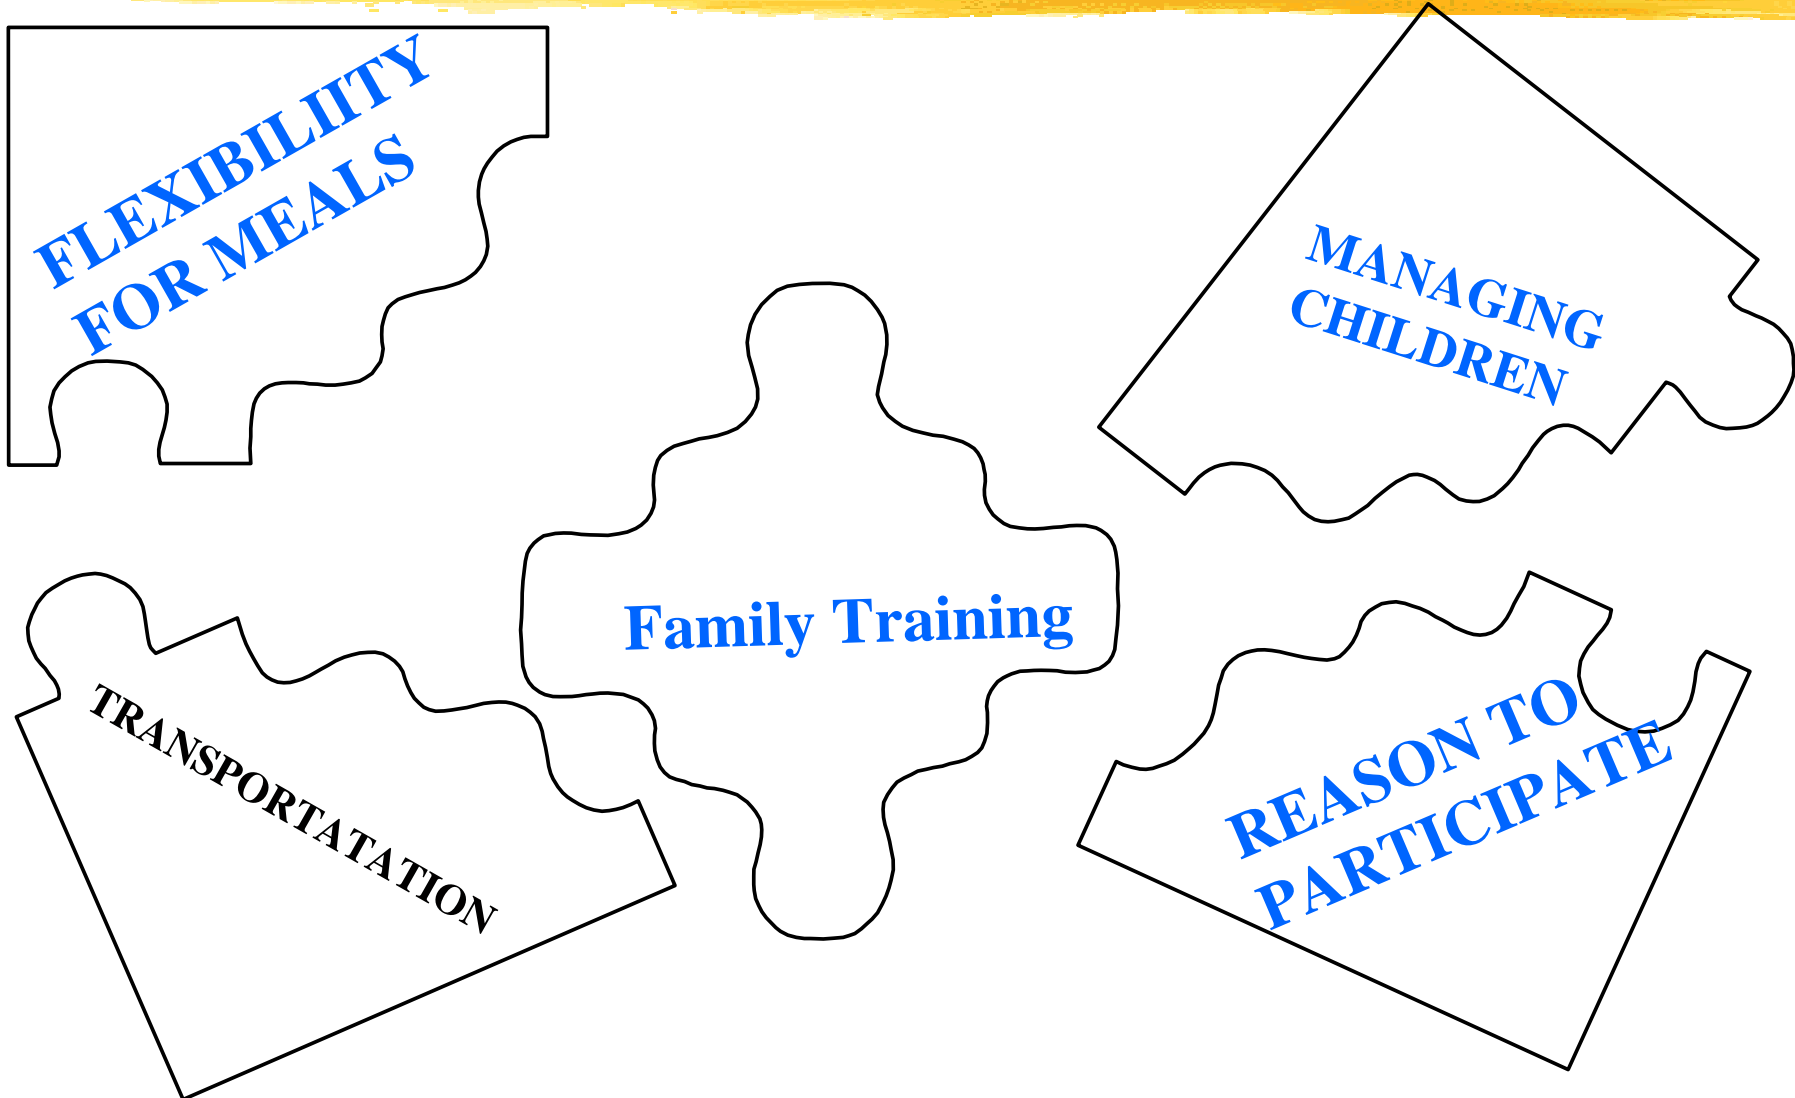 FLEXIBILIITY
FOR MEALS
MANAGING
CHILDREN
Family Training
TRANSPORTATATION
REASON TO
PARTICIPATE